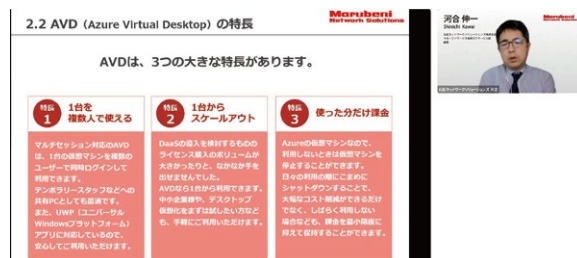 2.2 AVD（Azure Virtual Desktop）の特長
Marubeni
Network Solutions
AVDは、3つの大きな特長があります。
特長
1
1台を
複数人で使える
マルチセッション対応のAVD
は、1台の仮想マシンを複数の
ユーザーで同時ログインして
利用できます。
テンポラリースタッフなどへの
共有PCとしても最適です。
また、UWP（ユニバーサル
Windowsプラットフォーム）
アプリに対応しているので、
安心してご利用いただけます。
特長
2
1台から
スケールアウト
DaaSの導入を検討するものの
ライセンス購入のボリュームが
大きかったりと、なかなか手を
出せませんでした。
AVDなら1台から利用できます。
中小企業様や、デスクトップ
仮想化をまずは試したい方など
も、手軽にご利用いただけます。
特長
3
使った分だけ課金
Azureの仮想マシンなので、
利用しないときは仮想マシンを
停止することができます。
日々の利用の際にこまめに
シャットダウンすることで、
大幅なコスト削減ができるだけ
でなく、しばらく利用しない
場合なども、課金を最小限度に
抑えて保持することができます。
河合 伸一
Shinichi Kawai
Marubeni